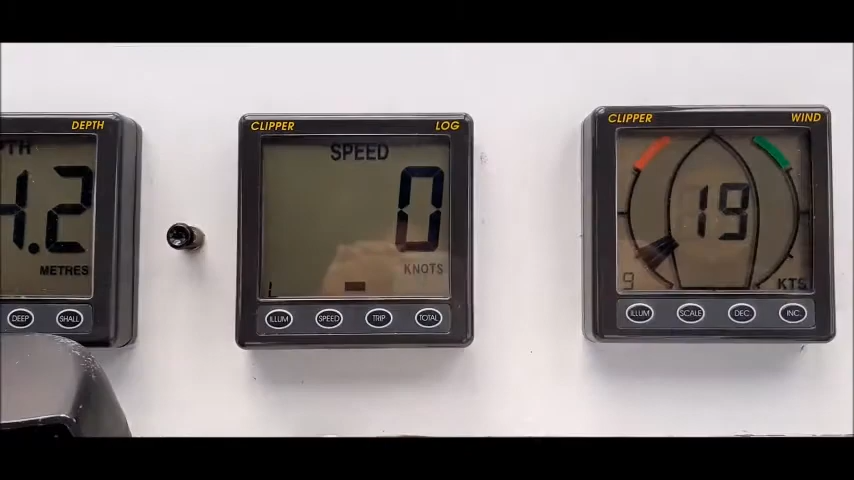 DEPTH
4.2
METRES
DEEP
SHALL
CLIPPER
LOG
SPEED
0
KNOTS
L
ILLUM
SPEED
TRIP
TOTAL
CLIPPER
WIND
19
9
KTS
ILLUM
SCALE
DEC
INC